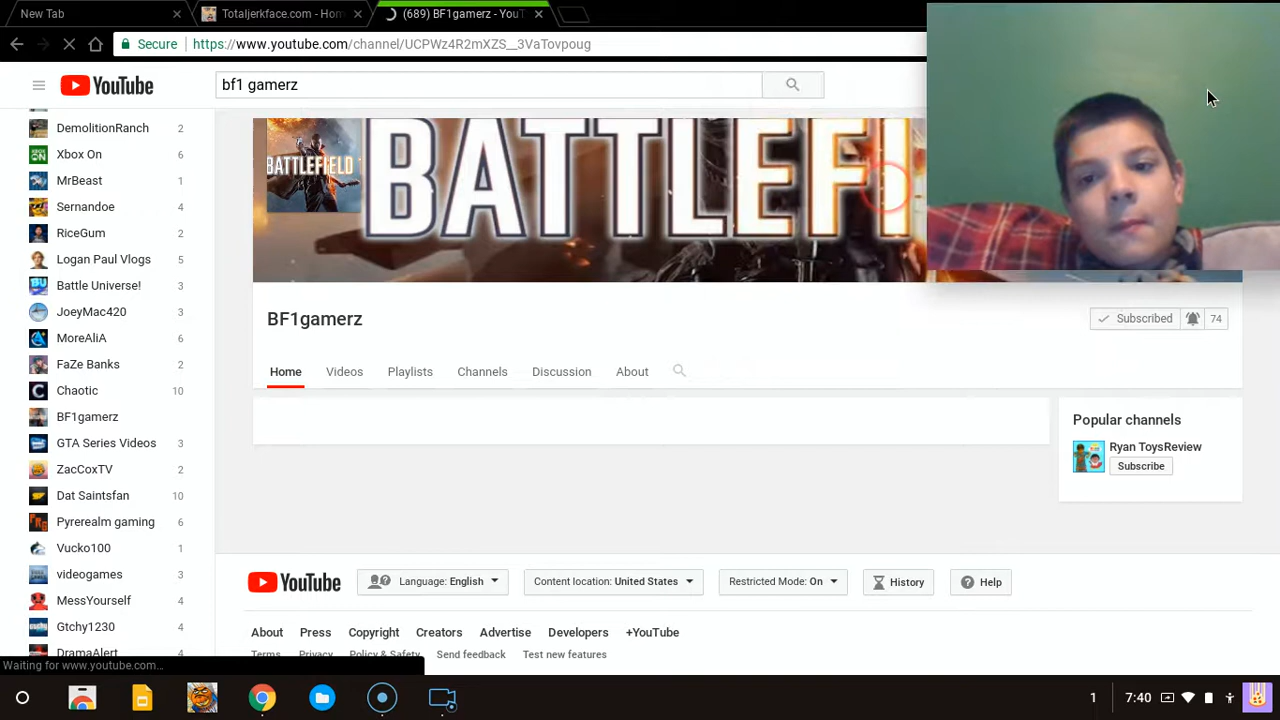 New Tab
Totaljerkface.com - Hom
(689) BF1gamerz - YouT
Secure
https://www.youtube.com/channel/UCPWz4R2mXZS__3VaTovpoug
YouTube
bf1 gamerz
DemolitionRanch 2
Xbox On 6
MrBeast 1
Sernandoe 4
RiceGum 2
Logan Paul Vlogs 5
Battle Universe! 3
JoeyMac420 3
MoreAliA 6
FaZe Banks 2
Chaotic 10
BF1gamerz
GTA Series Videos 3
ZacCoxTV 2
Dat Saintsfan 10
Pyrerealm gaming 6
Vucko100 1
videogames 3
MessYourself 4
Gtchy1230 4
DramaAlert
BATTLEFIELD 1
BATTLEFI
BF1gamerz
Subscribed 74
Home Videos Playlists Channels Discussion About
Popular channels
Ryan ToysReview
Subscribe
YouTube
Language: English
Content location: United States
Restricted Mode: On
History
Help
About Press Copyright Creators Advertise Developers +YouTube
Terms Privacy Policy & Safety Send feedback Test new features
Waiting for www.youtube.com...
1 7:40